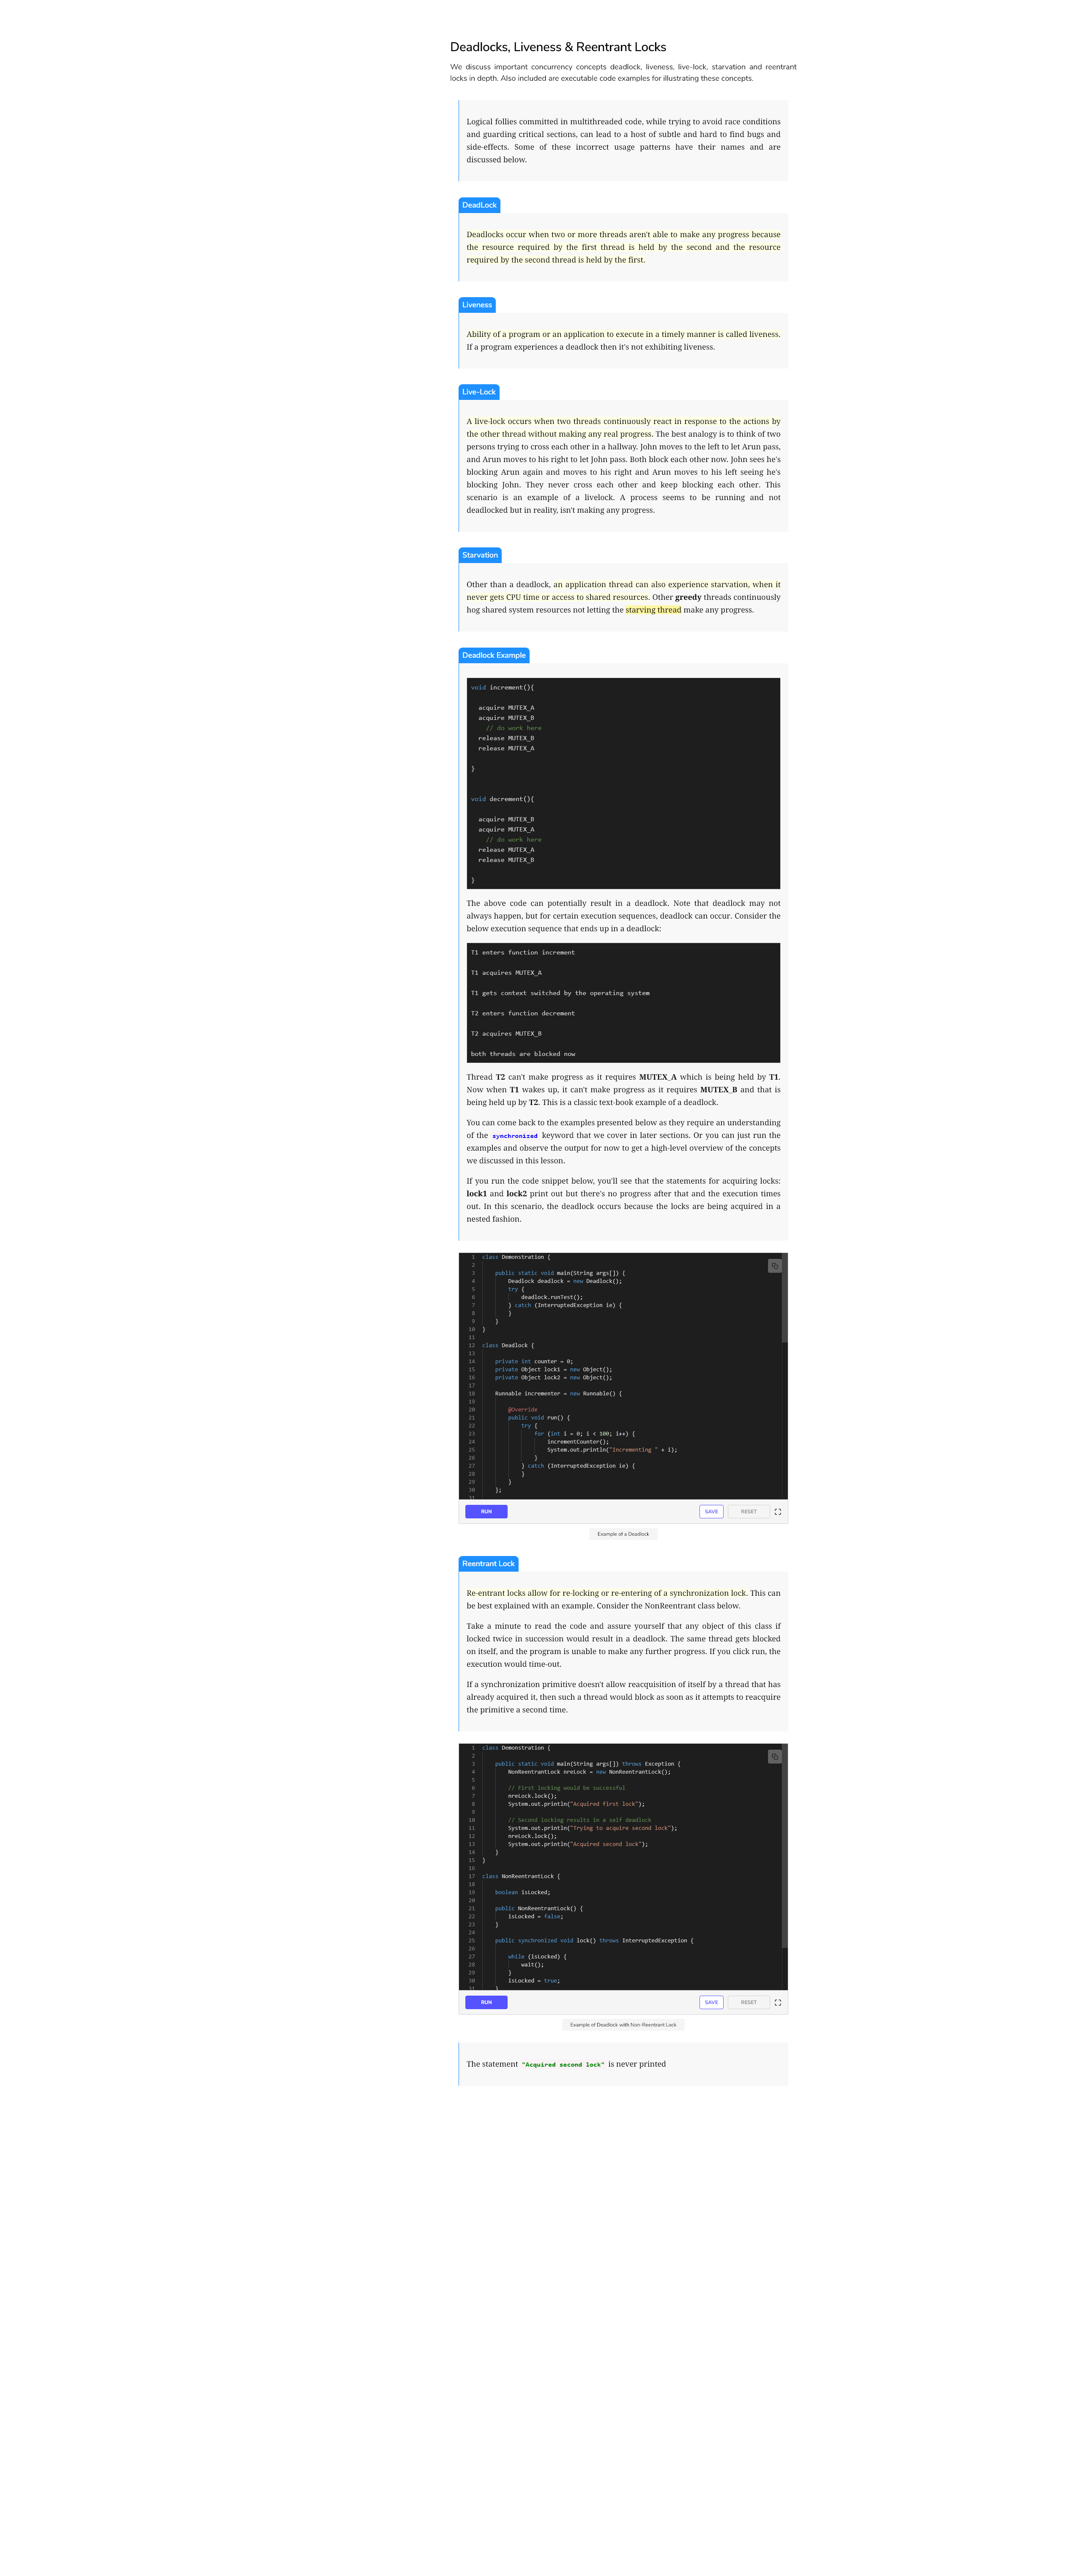 Deadlocks, Liveness & Reentrant Locks
We discuss important concurrency concepts deadlock, liveness, live-lock, starvation and reentrant
locks in depth. Also included are executable code examples for illustrating these concepts.
Logical follies committed in multithreaded code, while trying to avoid race conditions
and guarding critical sections, can lead to a host of subtle and hard to find bugs and
side-effects. Some of these incorrect usage patterns have their names and are
discussed below.
DeadLock
Deadlocks occur when two or more threads aren't able to make any progress because
the resource required by the first thread is held by the second and the resource
required by the second thread is held by the first.
Liveness
Ability of a program or an application to execute in a timely manner is called liveness.
If a program experiences a deadlock then it's not exhibiting liveness.
Live-Lock
A live-lock occurs when two threads continuously react in response to the actions by
the other thread without making any real progress. The best analogy is to think of two
persons trying to cross each other in a hallway. John moves to the left to let Arun pass,
and Arun moves to his right to let John pass. Both block each other now. John sees he's
blocking Arun again and moves to his right and Arun moves to his left seeing he's
blocking John. They never cross each other and keep blocking each other. This
scenario is an example of a livelock. A process seems to be running and not
deadlocked but in reality, isn't making any progress.
Starvation
Other than a deadlock, an application thread can also experience starvation, when it
never gets CPU time or access to shared resources. Other greedy threads continuously
hog shared system resources not letting the starving thread make any progress.
Deadlock Example
void increment(){
acquire MUTEX_A
acquire MUTEX_B
// do work here
release MUTEX_B
release MUTEX_A
}
void decrement(){
acquire MUTEX_B
acquire MUTEX_A
// do work here
release MUTEX_A
release MUTEX_B
}
The above code can potentially result in a deadlock. Note that deadlock may not
always happen, but for certain execution sequences, deadlock can occur. Consider the
below execution sequence that ends up in a deadlock:
T1 enters function increment
T1 acquires MUTEX_A
T1 gets context switched by the operating system
T2 enters function decrement
T2 acquires MUTEX_B
both threads are blocked now
Thread T2 can't make progress as it requires MUTEX_A which is being held by T1.
Now when T1 wakes up, it can't make progress as it requires MUTEX_B and that is
being held up by T2. This is a classic text-book example of a deadlock.
You can come back to the examples presented below as they require an understanding
of the synchronized keyword that we cover in later sections. Or you can just run the
examples and observe the output for now to get a high-level overview of the concepts
we discussed in this lesson.
If you run the code snippet below, you'll see that the statements for acquiring locks:
lock1 and lock2 print out but there's no progress after that and the execution times
out. In this scenario, the deadlock occurs because the locks are being acquired in a
nested fashion.
1 class Demonstration {
2
3 public static void main(String args[]) {
4 Deadlock deadlock = new Deadlock();
5 try {
6 deadlock.runTest();
7 } catch (InterruptedException ie) {
8 }
9 }
10 }
11
12 class Deadlock {
13
14 private int counter = 0;
15 private Object lock1 = new Object();
16 private Object lock2 = new Object();
17
18 Runnable incrementer = new Runnable() {
19
20 @Override
21 public void run() {
22 try {
23 for (int i = 0; i < 100; i++) {
24 incrementCounter();
25 System.out.println("Incrementing " + i);
26 }
27 } catch (InterruptedException ie) {
28 }
29 }
30 };
31
RUN SAVE RESET
Example of a Deadlock
Reentrant Lock
Re-entrant locks allow for re-locking or re-entering of a synchronization lock. This can
be best explained with an example. Consider the NonReentrant class below.
Take a minute to read the code and assure yourself that any object of this class if
locked twice in succession would result in a deadlock. The same thread gets blocked
on itself, and the program is unable to make any further progress. If you click run, the
execution would time-out.
If a synchronization primitive doesn't allow reacquisition of itself by a thread that has
already acquired it, then such a thread would block as soon as it attempts to reacquire
the primitive a second time.
1 class Demonstration {
2
3 public static void main(String args[]) throws Exception {
4 NonReentrantLock nreLock = new NonReentrantLock();
5
6 // First locking would be successful
7 nreLock.lock();
8 System.out.println("Acquired first lock");
9
10 // Second locking results in a self deadlock
11 System.out.println("Trying to acquire second lock");
12 nreLock.lock();
13 System.out.println("Acquired second lock");
14 }
15 }
16
17 class NonReentrantLock {
18
19 boolean isLocked;
20
21 public NonReentrantLock() {
22 isLocked = false;
23 }
24
25 public synchronized void lock() throws InterruptedException {
26
27 while (isLocked) {
28 wait();
29 }
30 isLocked = true;
31 }
RUN SAVE RESET
Example of Deadlock with Non-Reentrant Lock
The statement "Acquired second lock" is never printed